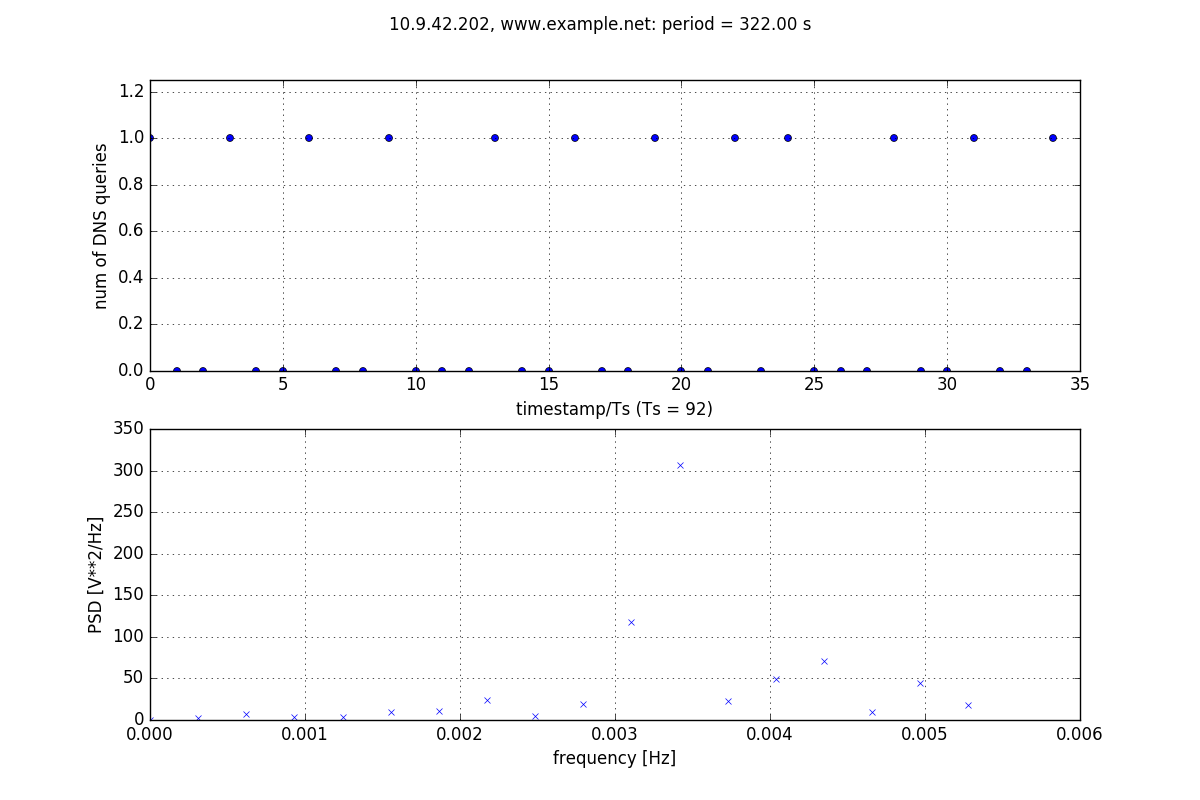 10.9.42.202, www.example.net: period = 322.00 s
1.2
1.0
0.8
0.6
0.4
0.2
0.0
num of DNS queries
0 5 10 15 20 25 30 35
timestamp/Ts (Ts = 92)
350
300
250
200
150
100
50
0
PSD [V**2/Hz]
0.000 0.001 0.002 0.003 0.004 0.005 0.006
frequency [Hz]